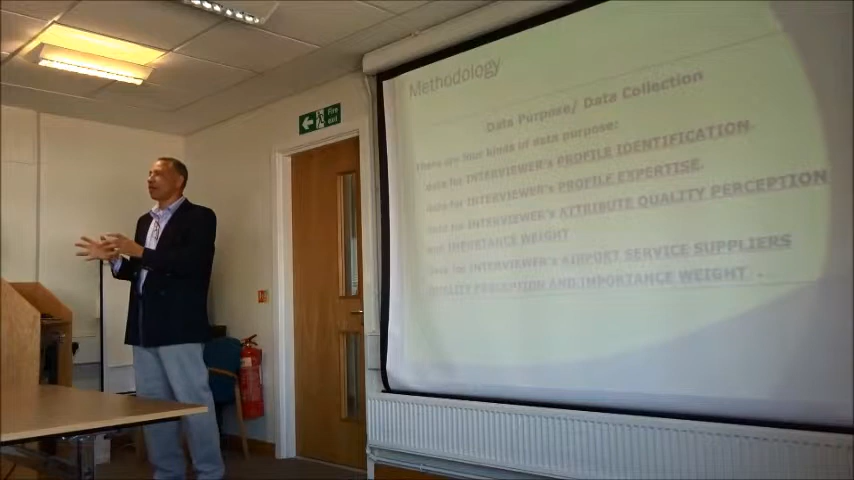 Fire
exit
Methodology
Data Purpose/ Data Collection
There are four kinds of data purpose:
data for INTERVIEWER's PROFILE IDENTIFICATION
data for INTERVIEWER's PROFILE EXPERTISE.
data for INTERVIEWER's ATTRIBUTE QUALITY PERCEPTION
and IMPORTANCE WEIGHT
data for INTERVIEWER's AIRPORT SERVICE SUPPLIERS
QUALITY PERCEPTION AND IMPORTANCE WEIGHT .